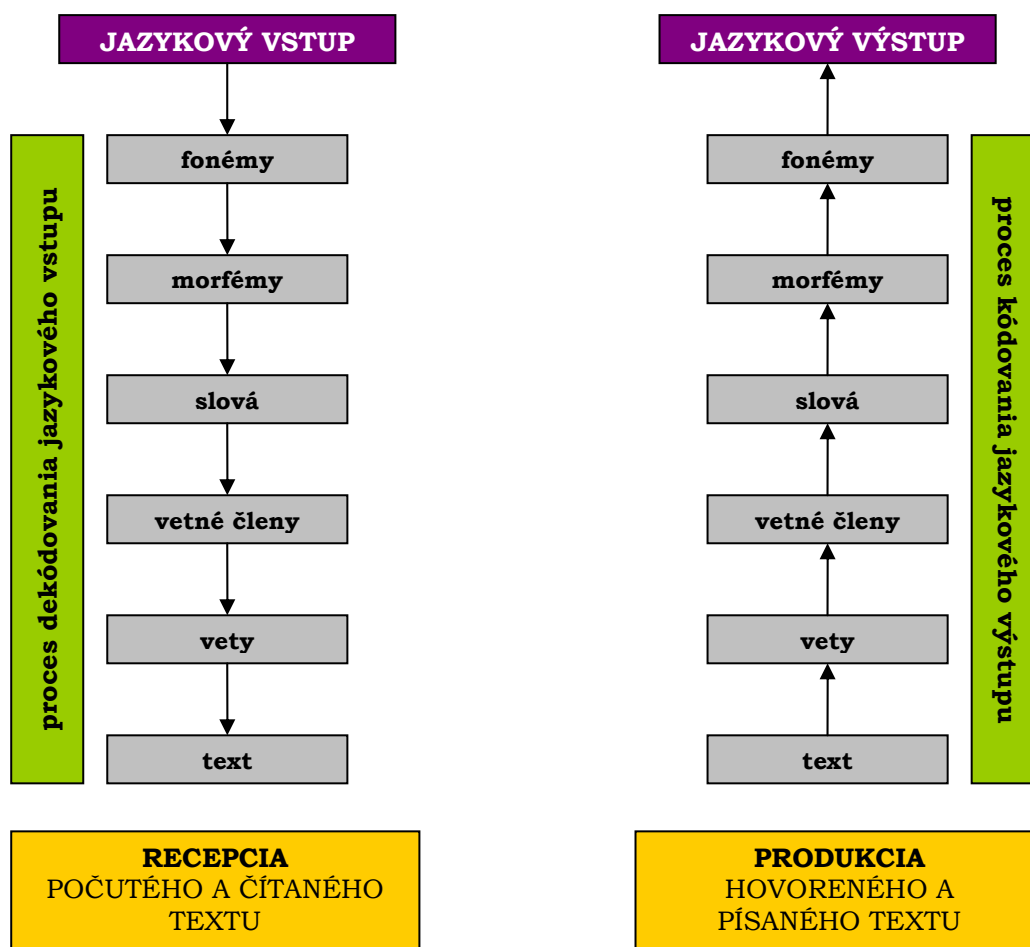 JAZYKOVÝ VSTUP
proces dekódovania jazykového vstupu
fonémy
morfémy
slová
vetné členy
vety
text
RECEPCIA
POČUTÉHO A ČÍTANÉHO
TEXTU
JAZYKOVÝ VÝSTUP
fonémy
morfémy
slová
vetné členy
vety
text
proces kódovania jazykového výstupu
PRODUKCIA
HOVORENÉHO A
PÍSANÉHO TEXTU